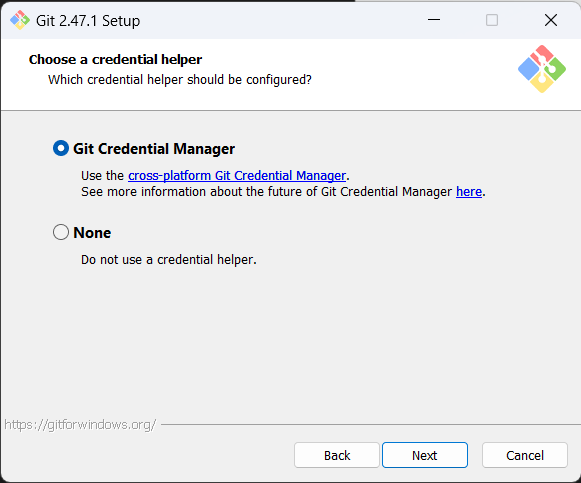 Git 2.47.1 Setup
Choose a credential helper
Which credential helper should be configured?
Git Credential Manager
Use the cross-platform Git Credential Manager.
See more information about the future of Git Credential Manager here.
None
Do not use a credential helper.
https://gitforwindows.org/
Back Next Cancel